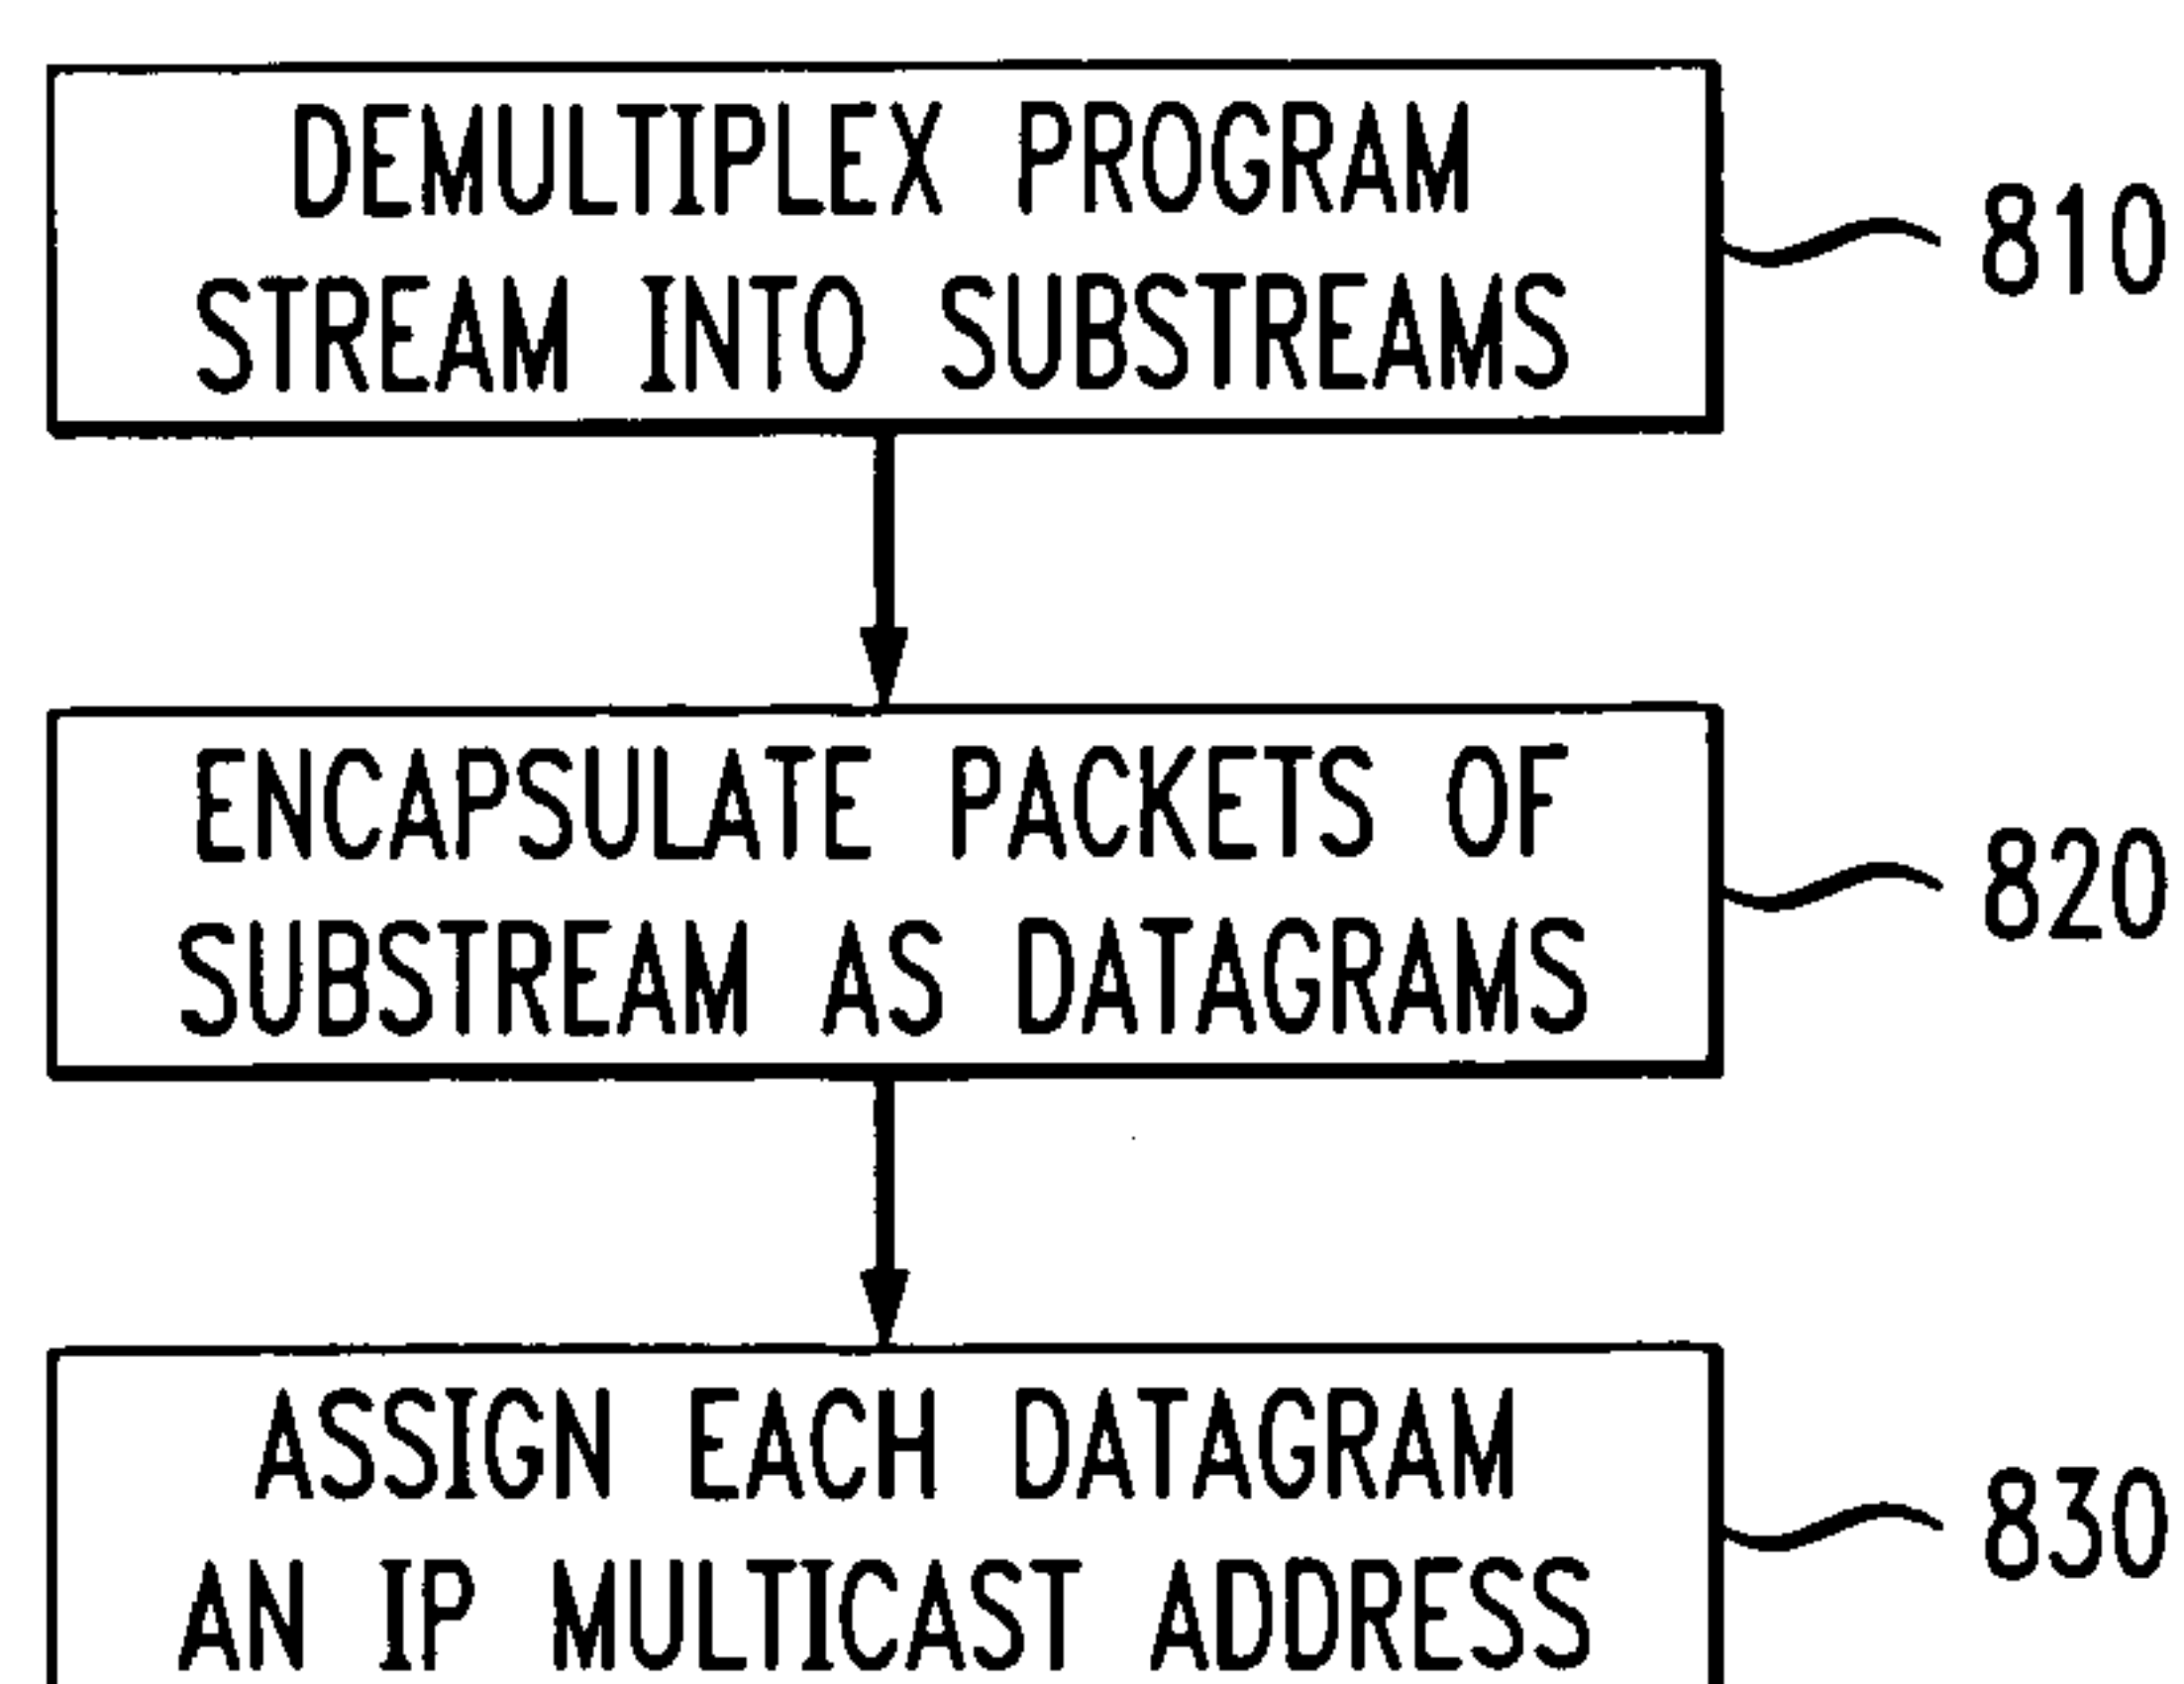 DEMULTIPLEX PROGRAM
STREAM INTO SUBSTREAMS
810
ENCAPSULATE PACKETS OF
SUBSTREAM AS DATAGRAMS
820
ASSIGN EACH DATAGRAM
AN IP MULTICAST ADDRESS
830